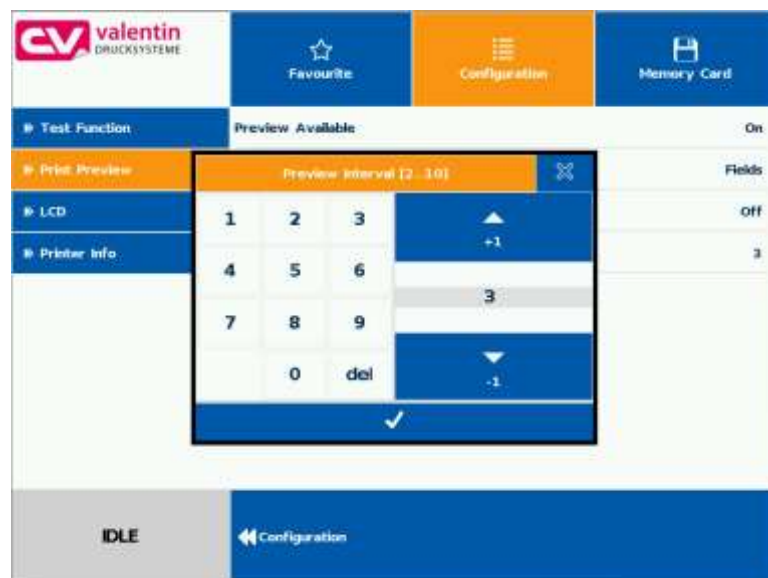 CV valentin
DRUCKSYSTEME
Favourite
Configuration
Memory Card
Test Function
Preview Available
On
Print Preview
Fields
LCD
Off
Printer Info
3
Preview Interval [2..10]
1 2 3
+1
4 5 6
3
7 8 9
0 del
-1
IDLE
Configuration